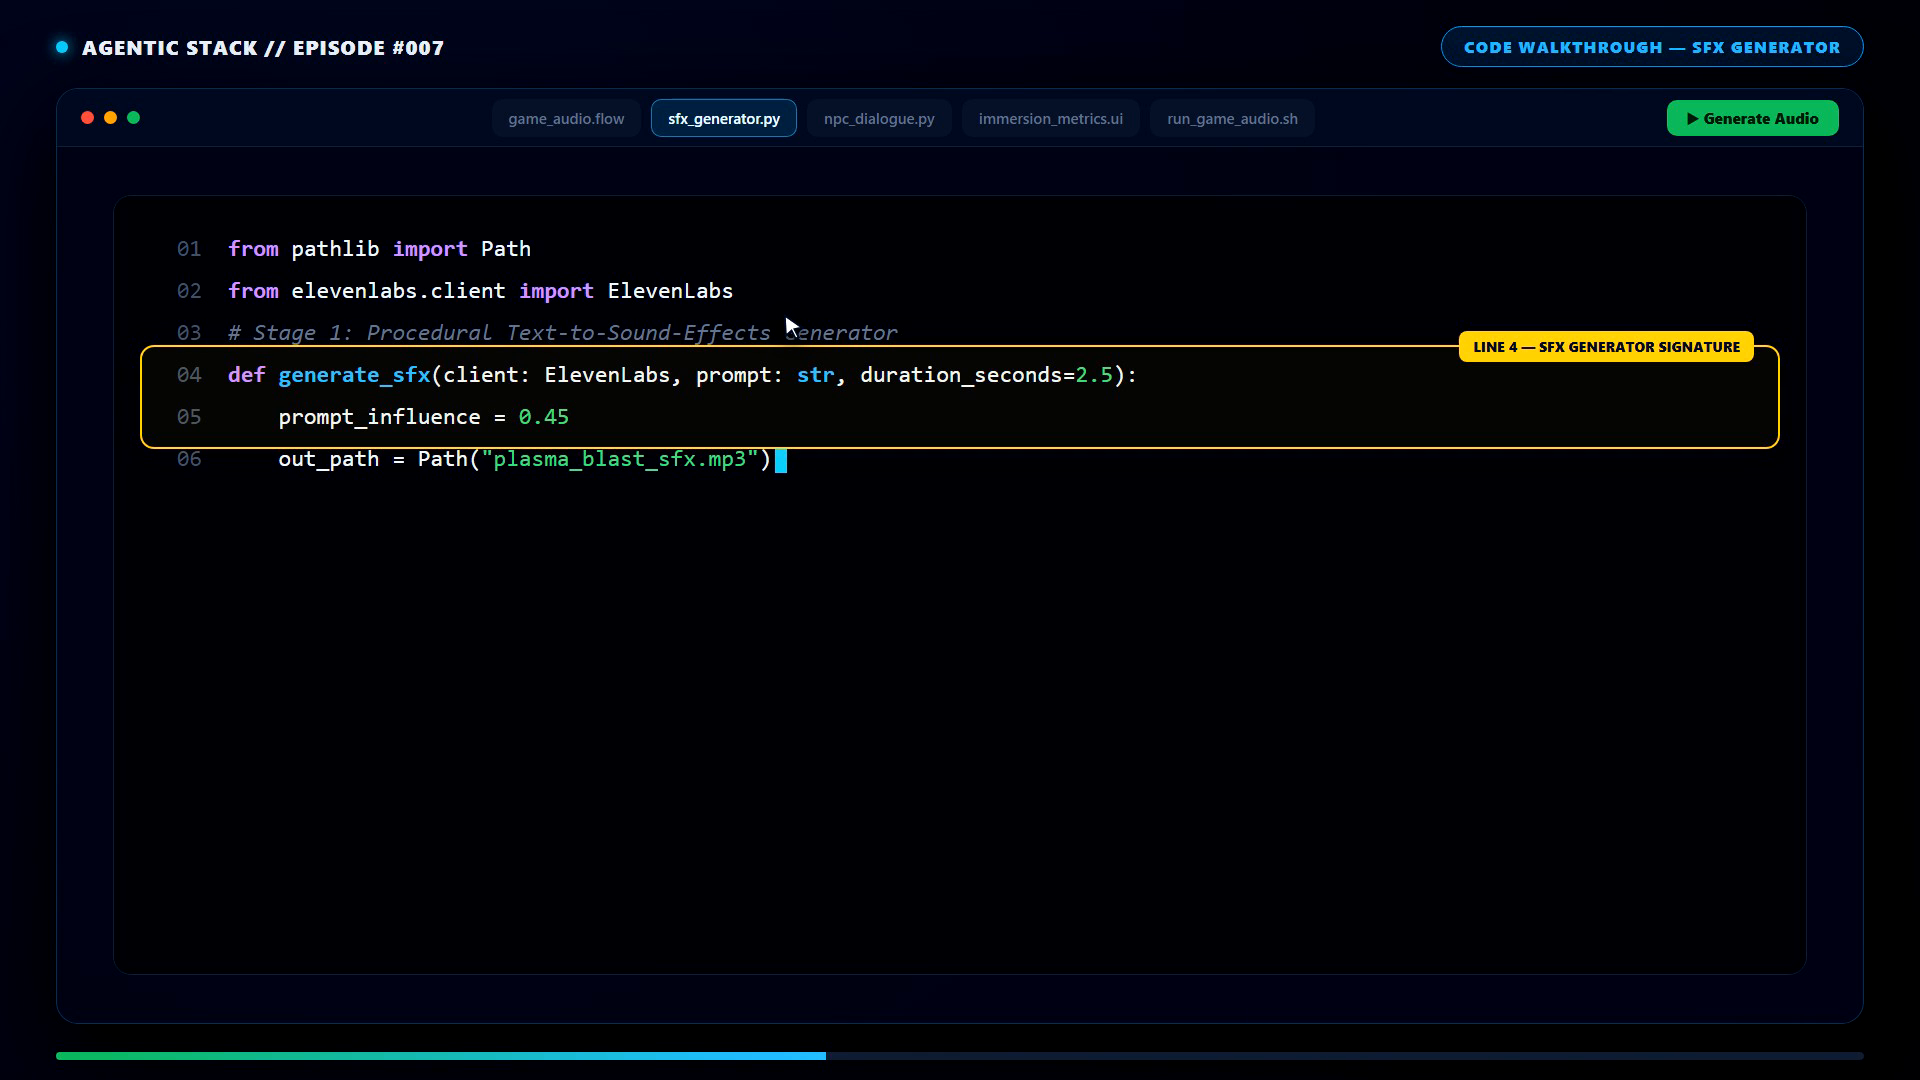 AGENTIC STACK // EPISODE #007
CODE WALKTHROUGH — SFX GENERATOR
game_audio.flow
sfx_generator.py
npc_dialogue.py
immersion_metrics.ui
run_game_audio.sh
▶ Generate Audio
01 from pathlib import Path
02 from elevenlabs.client import ElevenLabs
03 # Stage 1: Procedural Text-to-Sound-Effects Generator
LINE 4 — SFX GENERATOR SIGNATURE
04 def generate_sfx(client: ElevenLabs, prompt: str, duration_seconds=2.5):
05     prompt_influence = 0.45
06     out_path = Path("plasma_blast_sfx.mp3")